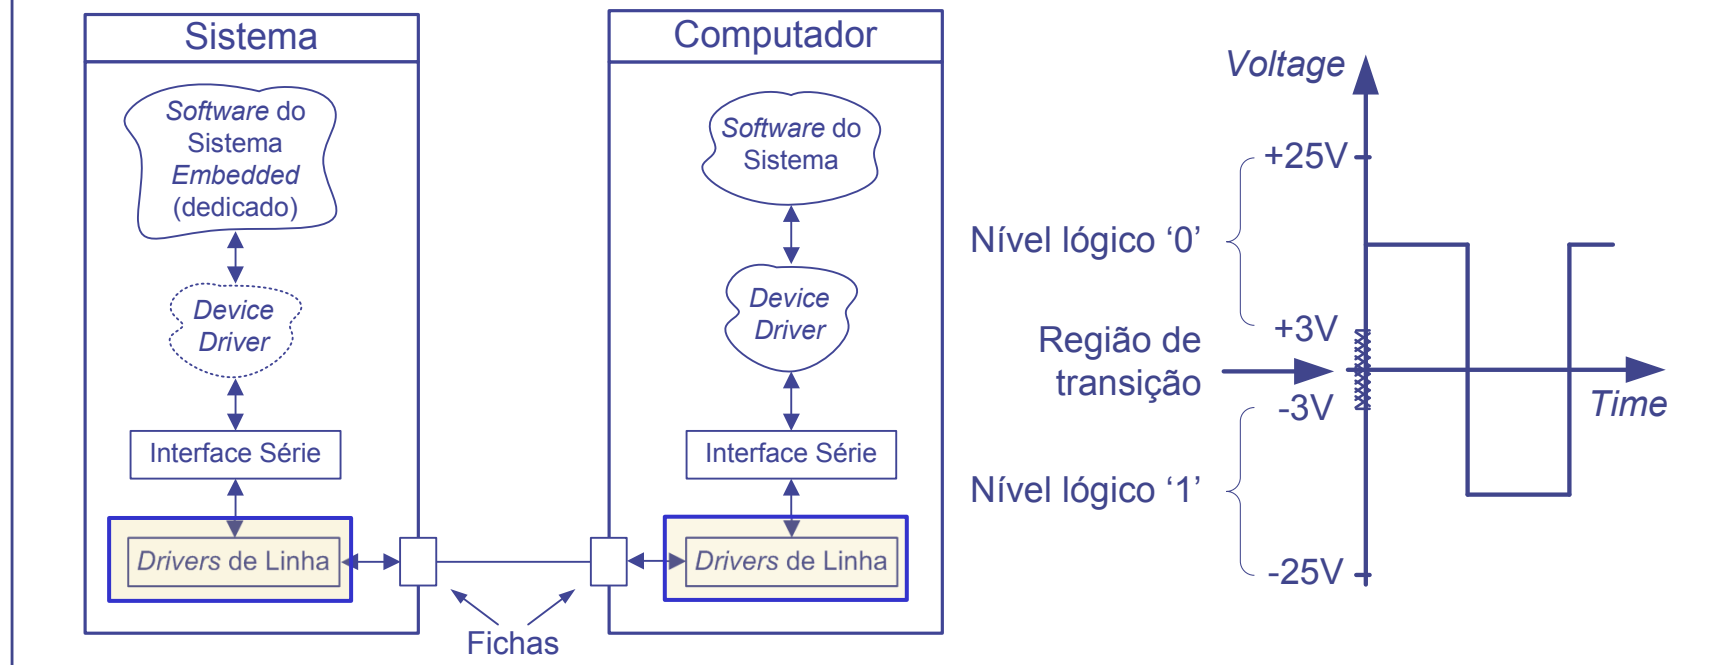 Sistema
Software do
Sistema
Embedded
(dedicado)
Device
Driver
Interface Série
Drivers de Linha
Computador
Software do
Sistema
Device
Driver
Interface Série
Drivers de Linha
Fichas
Voltage
+25V
Nível lógico ‘0’
+3V
Região de
transição
-3V
Time
Nível lógico ‘1’
-25V